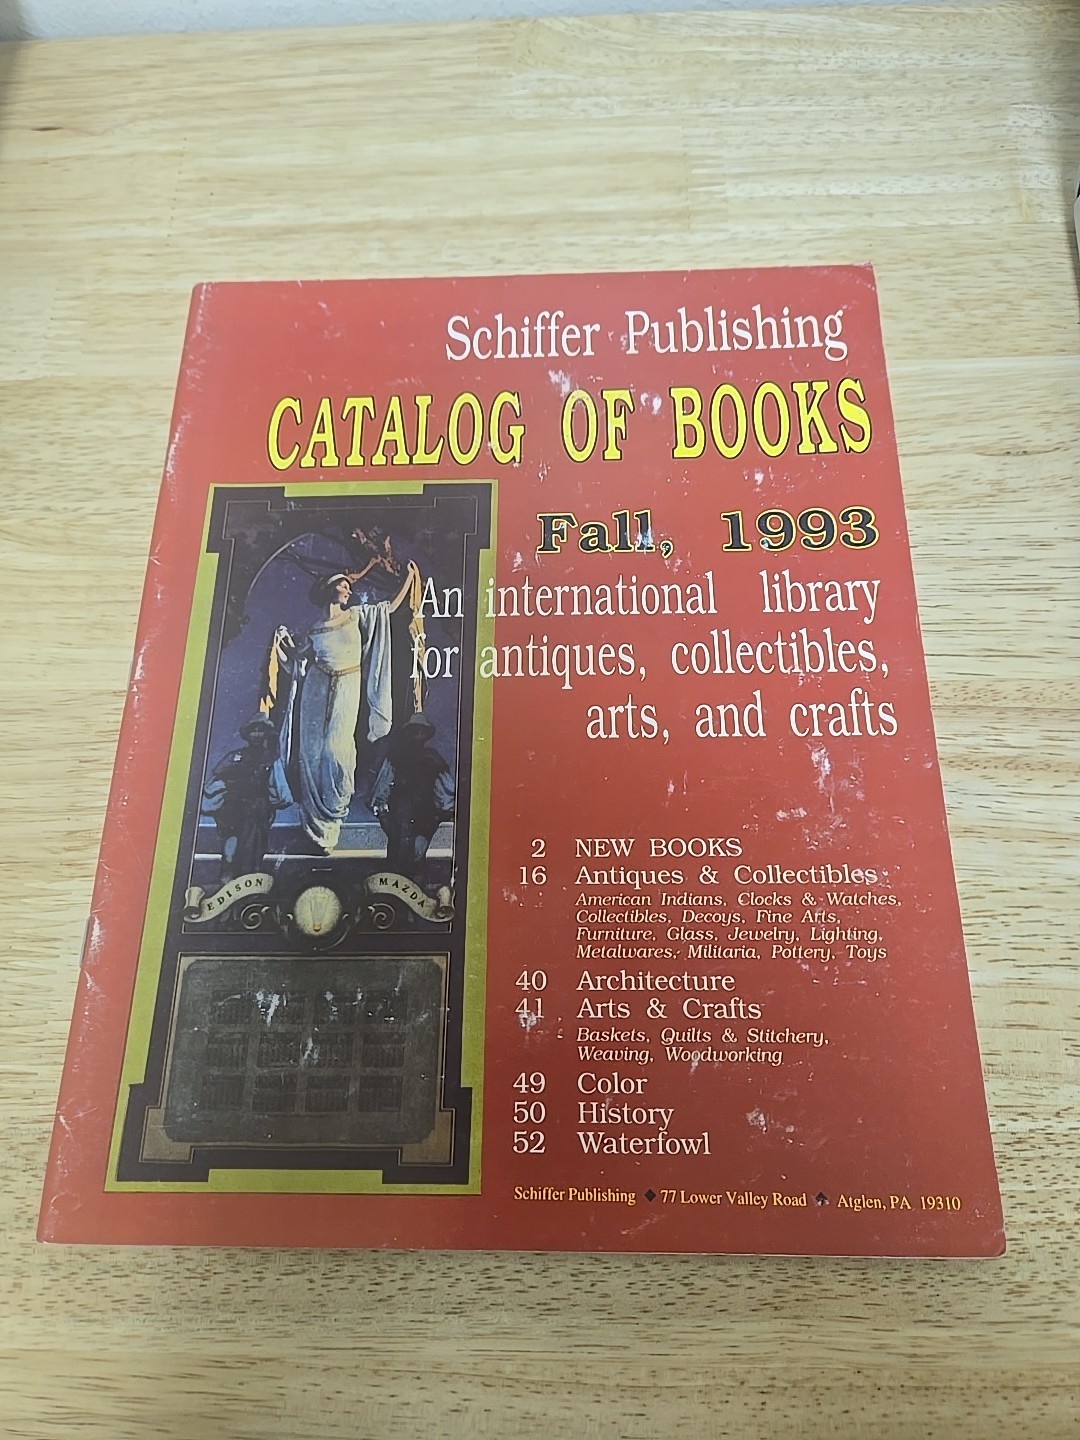 Schiffer Publishing
CATALOG OF BOOKS
Fall, 1993
An international library
for antiques, collectibles,
arts, and crafts
EDISON MAZDA
2 NEW BOOKS
16 Antiques & Collectibles
American Indians, Clocks & Watches,
Collectibles, Decoys, Fine Arts,
Furniture, Glass, Jewelry, Lighting,
Metalwares, Militaria, Pottery, Toys
40 Architecture
41 Arts & Crafts
Baskets, Quilts & Stitchery,
Weaving, Woodworking
49 Color
50 History
52 Waterfowl
Schiffer Publishing ◆ 77 Lower Valley Road ◆ Atglen, PA 19310